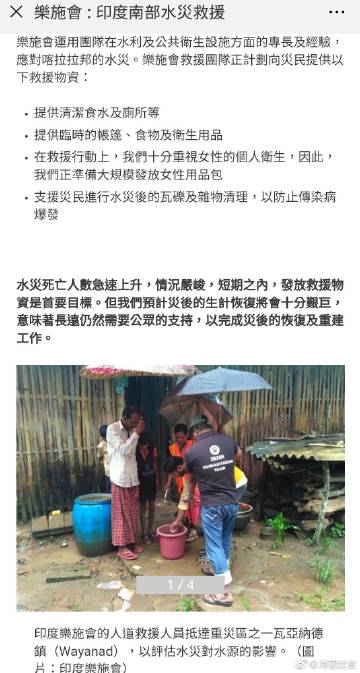 樂施會 : 印度南部水災救援
樂施會運用團隊在水利及公共衛生設施方面的專長及經驗，
應對喀拉拉邦的水災。樂施會救援團隊正計劃向災民提供以
下救援物資：
• 提供清潔食水及廁所等
• 提供臨時的帳篷、食物及衛生用品
• 在救援行動上，我們十分重視女性的個人衛生，因此，
我們正準備大規模發放女性用品包
• 支援災民進行水災後的瓦礫及雜物清理，以防止傳染病
爆發
水災死亡人數急速上升，情況嚴峻，短期之內，發放救援物
資是首要目標。但我們預計災後的生計恢復將會十分艱巨，
意味著長遠仍然需要公眾的支持，以完成災後的恢復及重建
工作。
OXFAM
HUMANITARIAN
TEAM
1 / 4
印度樂施會的人道救援人員抵達重災區之一瓦亞納德
鎮（Wayanad），以評估水災對水源的影響。（圖
片：印度樂施會）